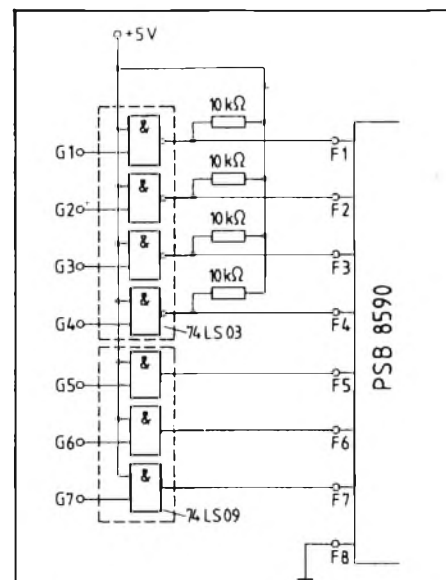 +5V
10kΩ
&
G1
F1
10kΩ
&
G2
F2
10kΩ
&
G3
F3
10kΩ
&
G4
F4
74LS03
&
G5
F5
&
G6
F6
&
G7
F7
74LS09
F8
PSB 8590